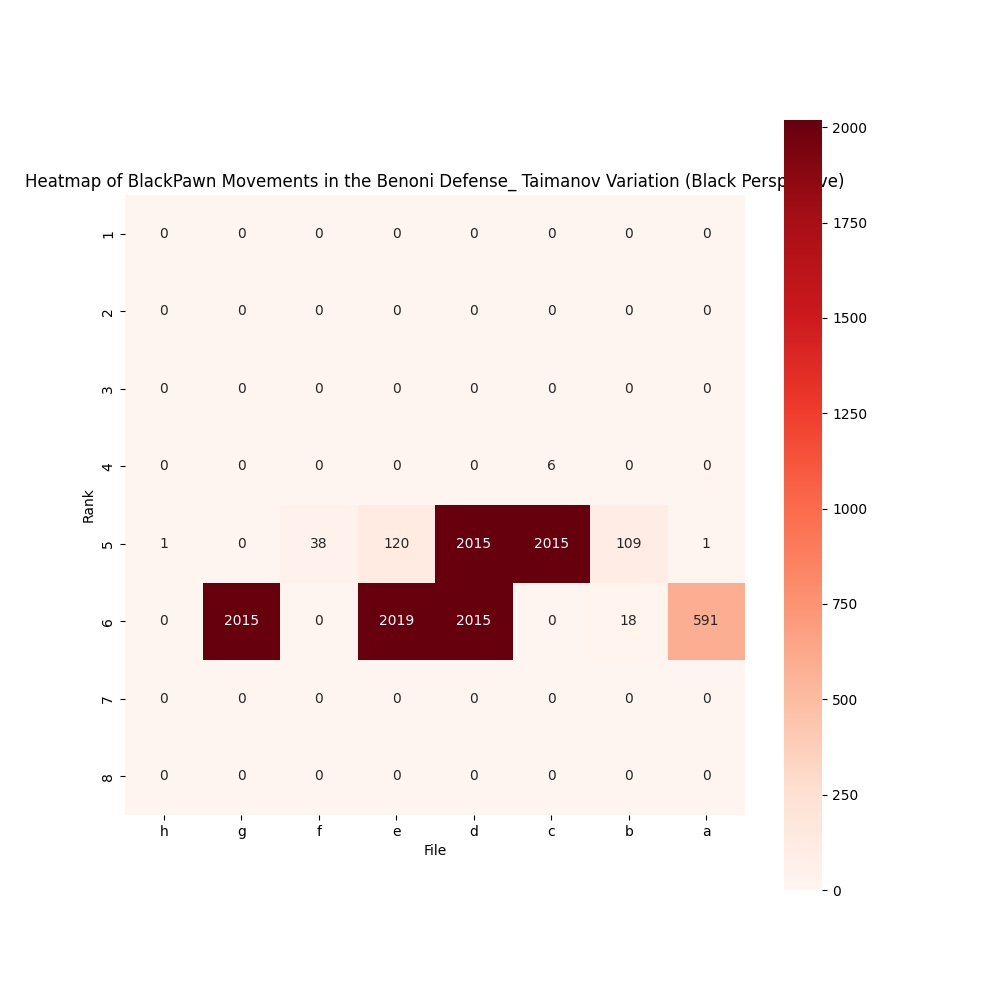 Heatmap of BlackPawn Movements in the Benoni Defense_ Taimanov Variation (Black Perspective)
1 0 0 0 0 0 0 0 0
2 0 0 0 0 0 0 0 0
3 0 0 0 0 0 0 0 0
4 0 0 0 0 0 6 0 0
Rank
5 1 0 38 120 2015 2015 109 1
6 0 2015 0 2019 2015 0 18 591
7 0 0 0 0 0 0 0 0
8 0 0 0 0 0 0 0 0
h g f e d c b a
File
2000
1750
1500
1250
1000
750
500
250
0